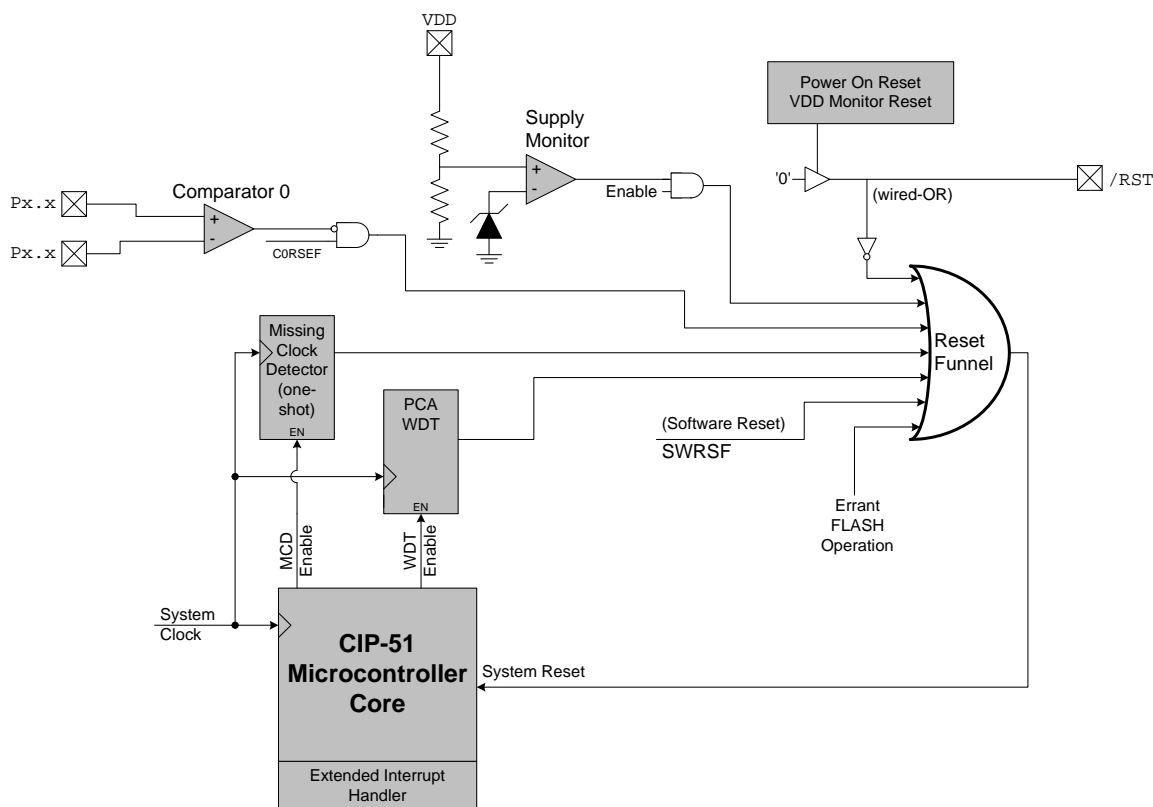 VDD
Power On Reset
VDD Monitor Reset
Supply
Monitor
+
-
Enable
'0'
/RST
(wired-OR)
Px.x
Px.x
Comparator 0
+
-
C0RSEF
Missing
Clock
Detector
(one-
shot)
EN
PCA
WDT
EN
Reset
Funnel
(Software Reset)
SWRSF
Errant
FLASH
Operation
MCD
Enable
WDT
Enable
System
Clock
CIP-51
Microcontroller
Core
System Reset
Extended Interrupt
Handler